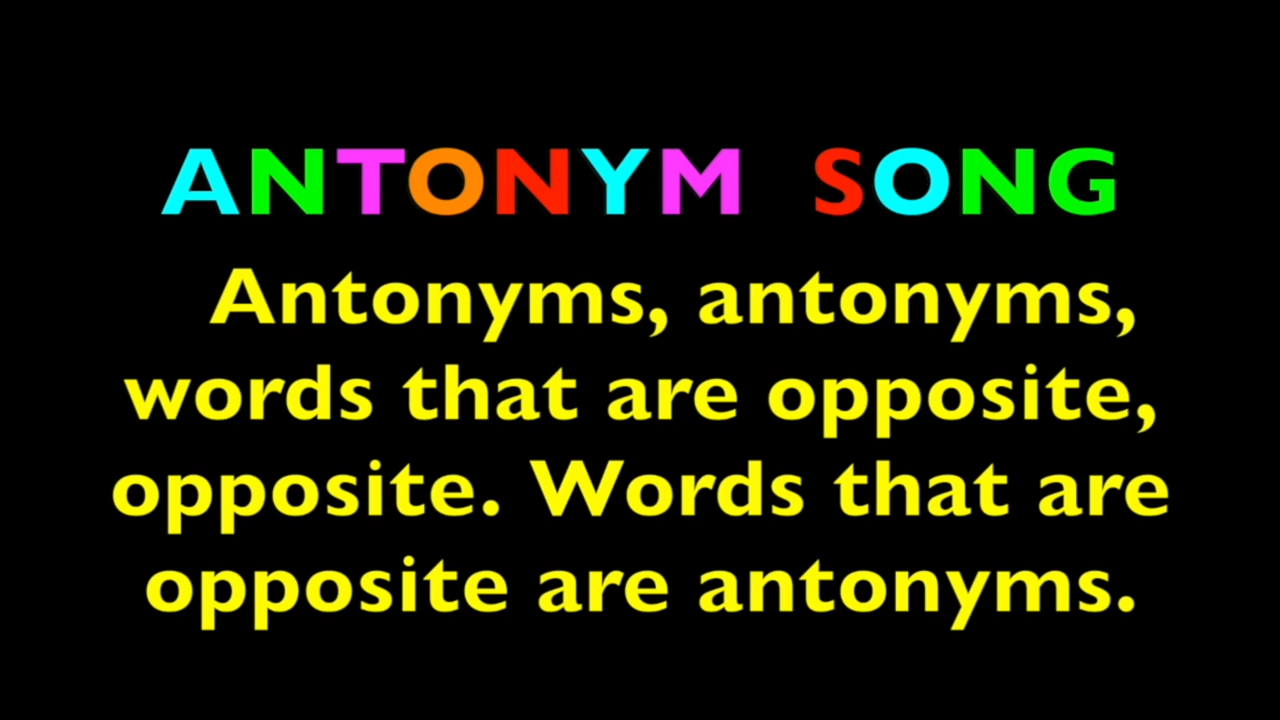 ANTONYM SONG
Antonyms, antonyms,
words that are opposite,
opposite. Words that are
opposite are antonyms.